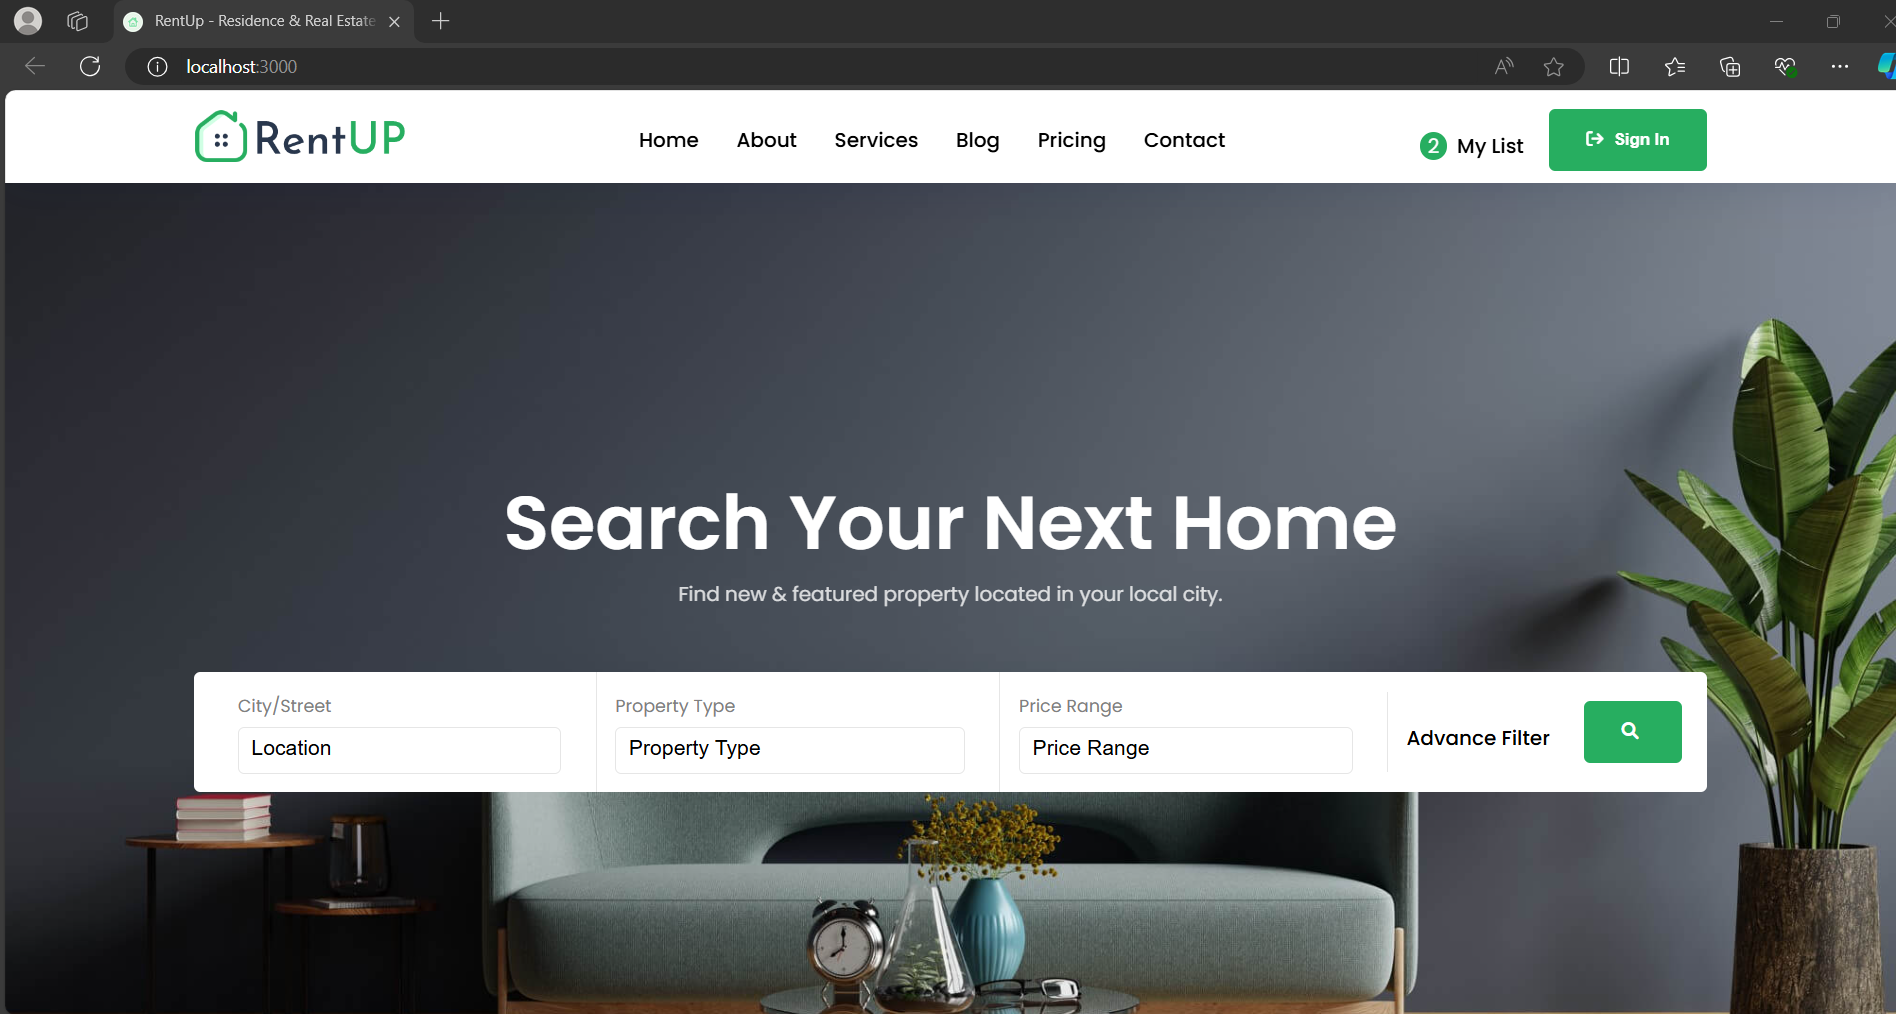 RentUp - Residence & Real Estate
localhost:3000
RentUP
Home About Services Blog Pricing Contact
2 My List
Sign In
Search Your Next Home
Find new & featured property located in your local city.
City/Street Property Type Price Range
Location Property Type Price Range
Advance Filter